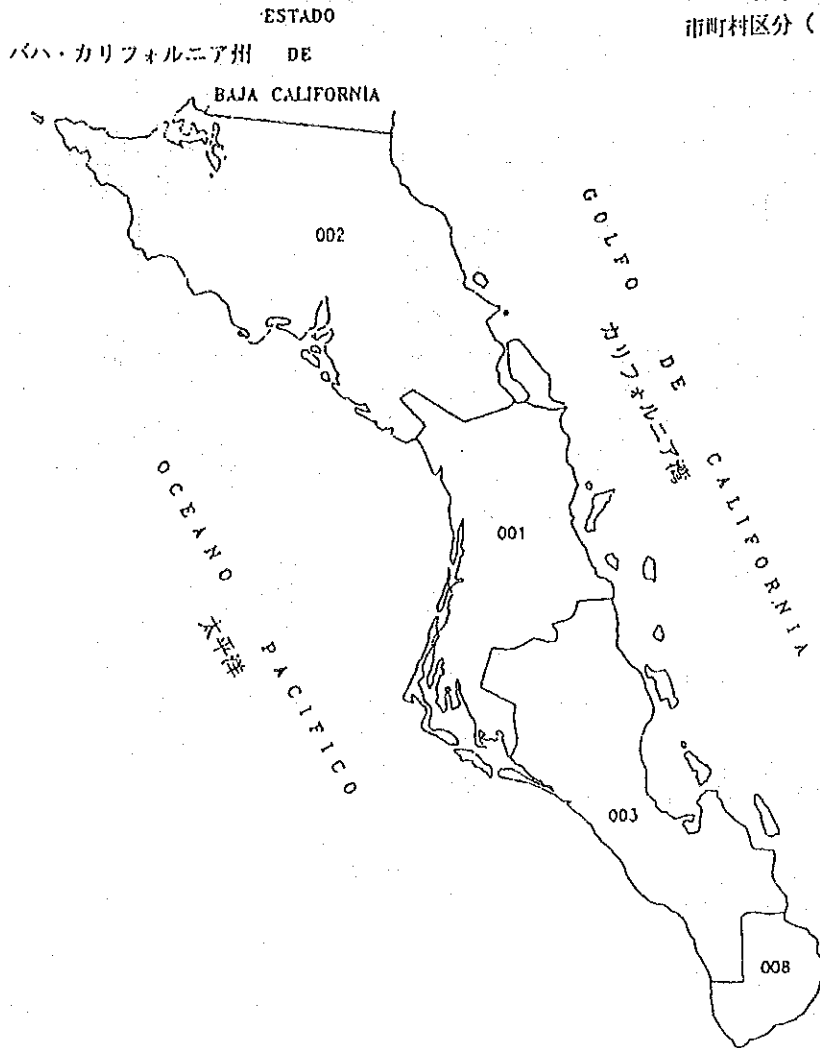 ESTADO
バハ・カリフォルニア州 DE
BAJA CALIFORNIA
市町村区分 (
002
GOLFO DE CALIFORNIA
カリフォルニア湾
001
OCEANO PACIFICO
太平洋
003
008